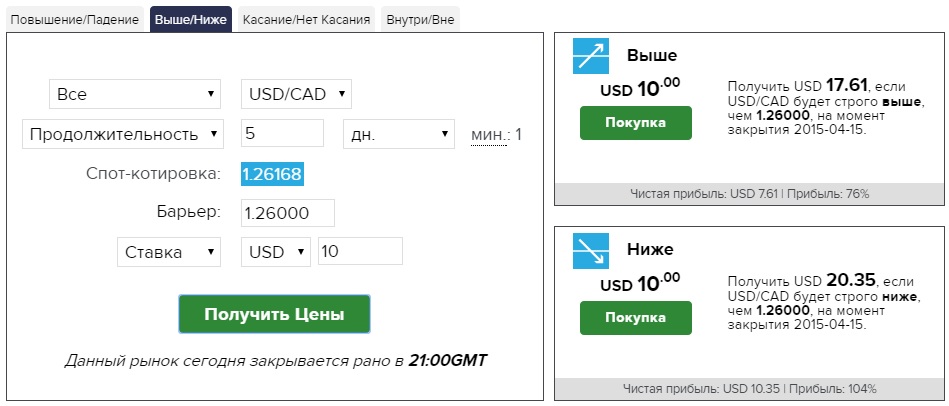 Повышение/Падение Выше/Ниже Касание/Нет Касания Внутри/Вне
Все USD/CAD
Продолжительность 5 дн. мин.: 1
Спот-котировка: 1.26168
Барьер: 1.26000
Ставка USD 10
Получить Цены
Данный рынок сегодня закрывается рано в 21:00GMT
Выше
USD 10.00
Покупка
Получить USD 17.61, если
USD/CAD будет строго выше,
чем 1.26000, на момент
закрытия 2015-04-15.
Чистая прибыль: USD 7.61 | Прибыль: 76%
Ниже
USD 10.00
Покупка
Получить USD 20.35, если
USD/CAD будет строго ниже,
чем 1.26000, на момент
закрытия 2015-04-15.
Чистая прибыль: USD 10.35 | Прибыль: 104%